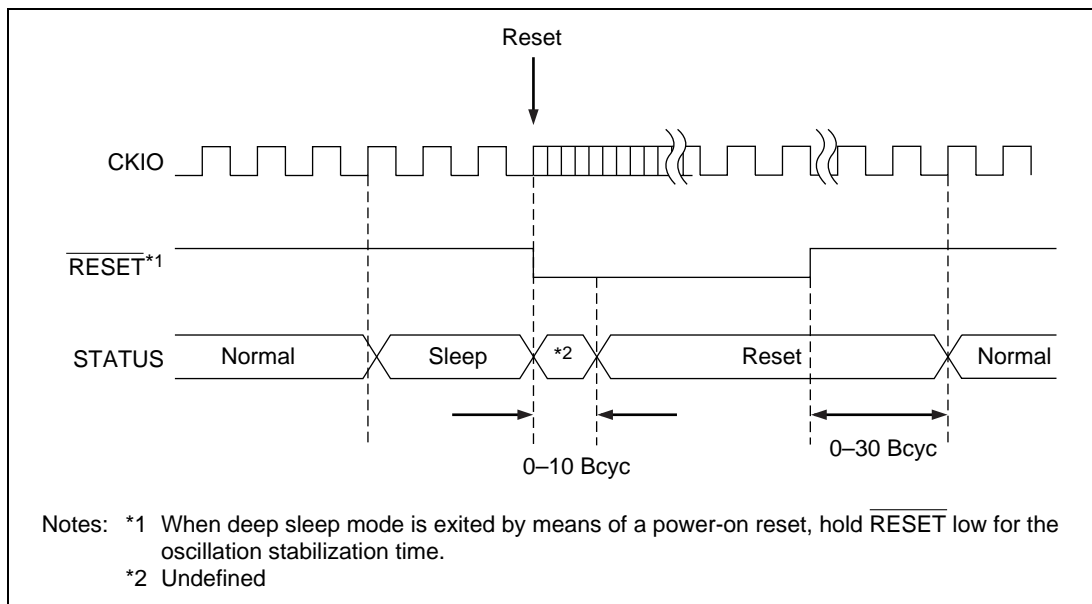 Reset
CKIO
RESET*1
STATUS
Normal
Sleep
*2
Reset
Normal
0–10 Bcyc
0–30 Bcyc
Notes: *1 When deep sleep mode is exited by means of a power-on reset, hold RESET low for the
oscillation stabilization time.
*2 Undefined